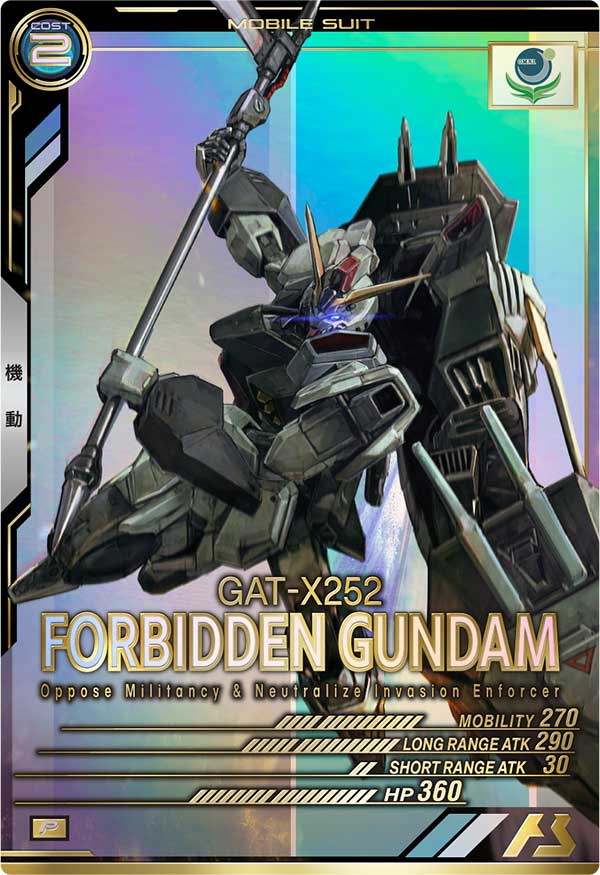 COST
2
MOBILE SUIT
O.M.N.I.
機動
GAT-X252
FORBIDDEN GUNDAM
Oppose Militancy & Neutralize Invasion Enforcer
MOBILITY 270
LONG RANGE ATK 290
SHORT RANGE ATK 30
HP 360
P